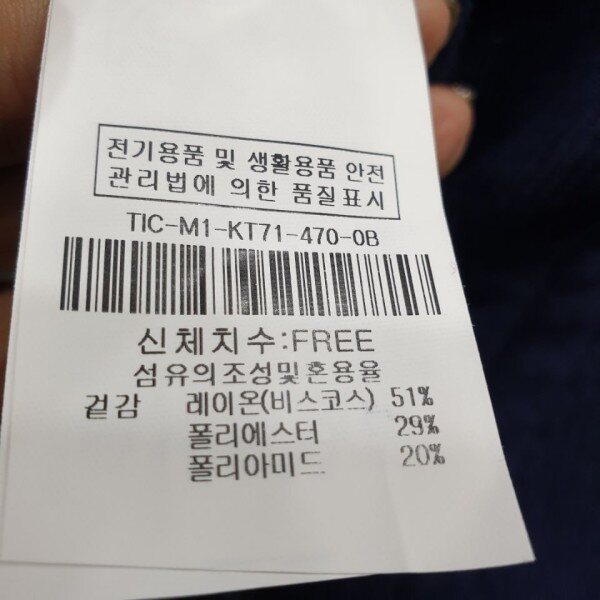 전기용품 및 생활용품 안전
관리법에 의한 품질표시
TIC-M1-KT71-470-0B
신체치수:FREE
섬유의조성및혼용율
겉감 레이온(비스코스) 51%
폴리에스터 29%
폴리아미드 20%